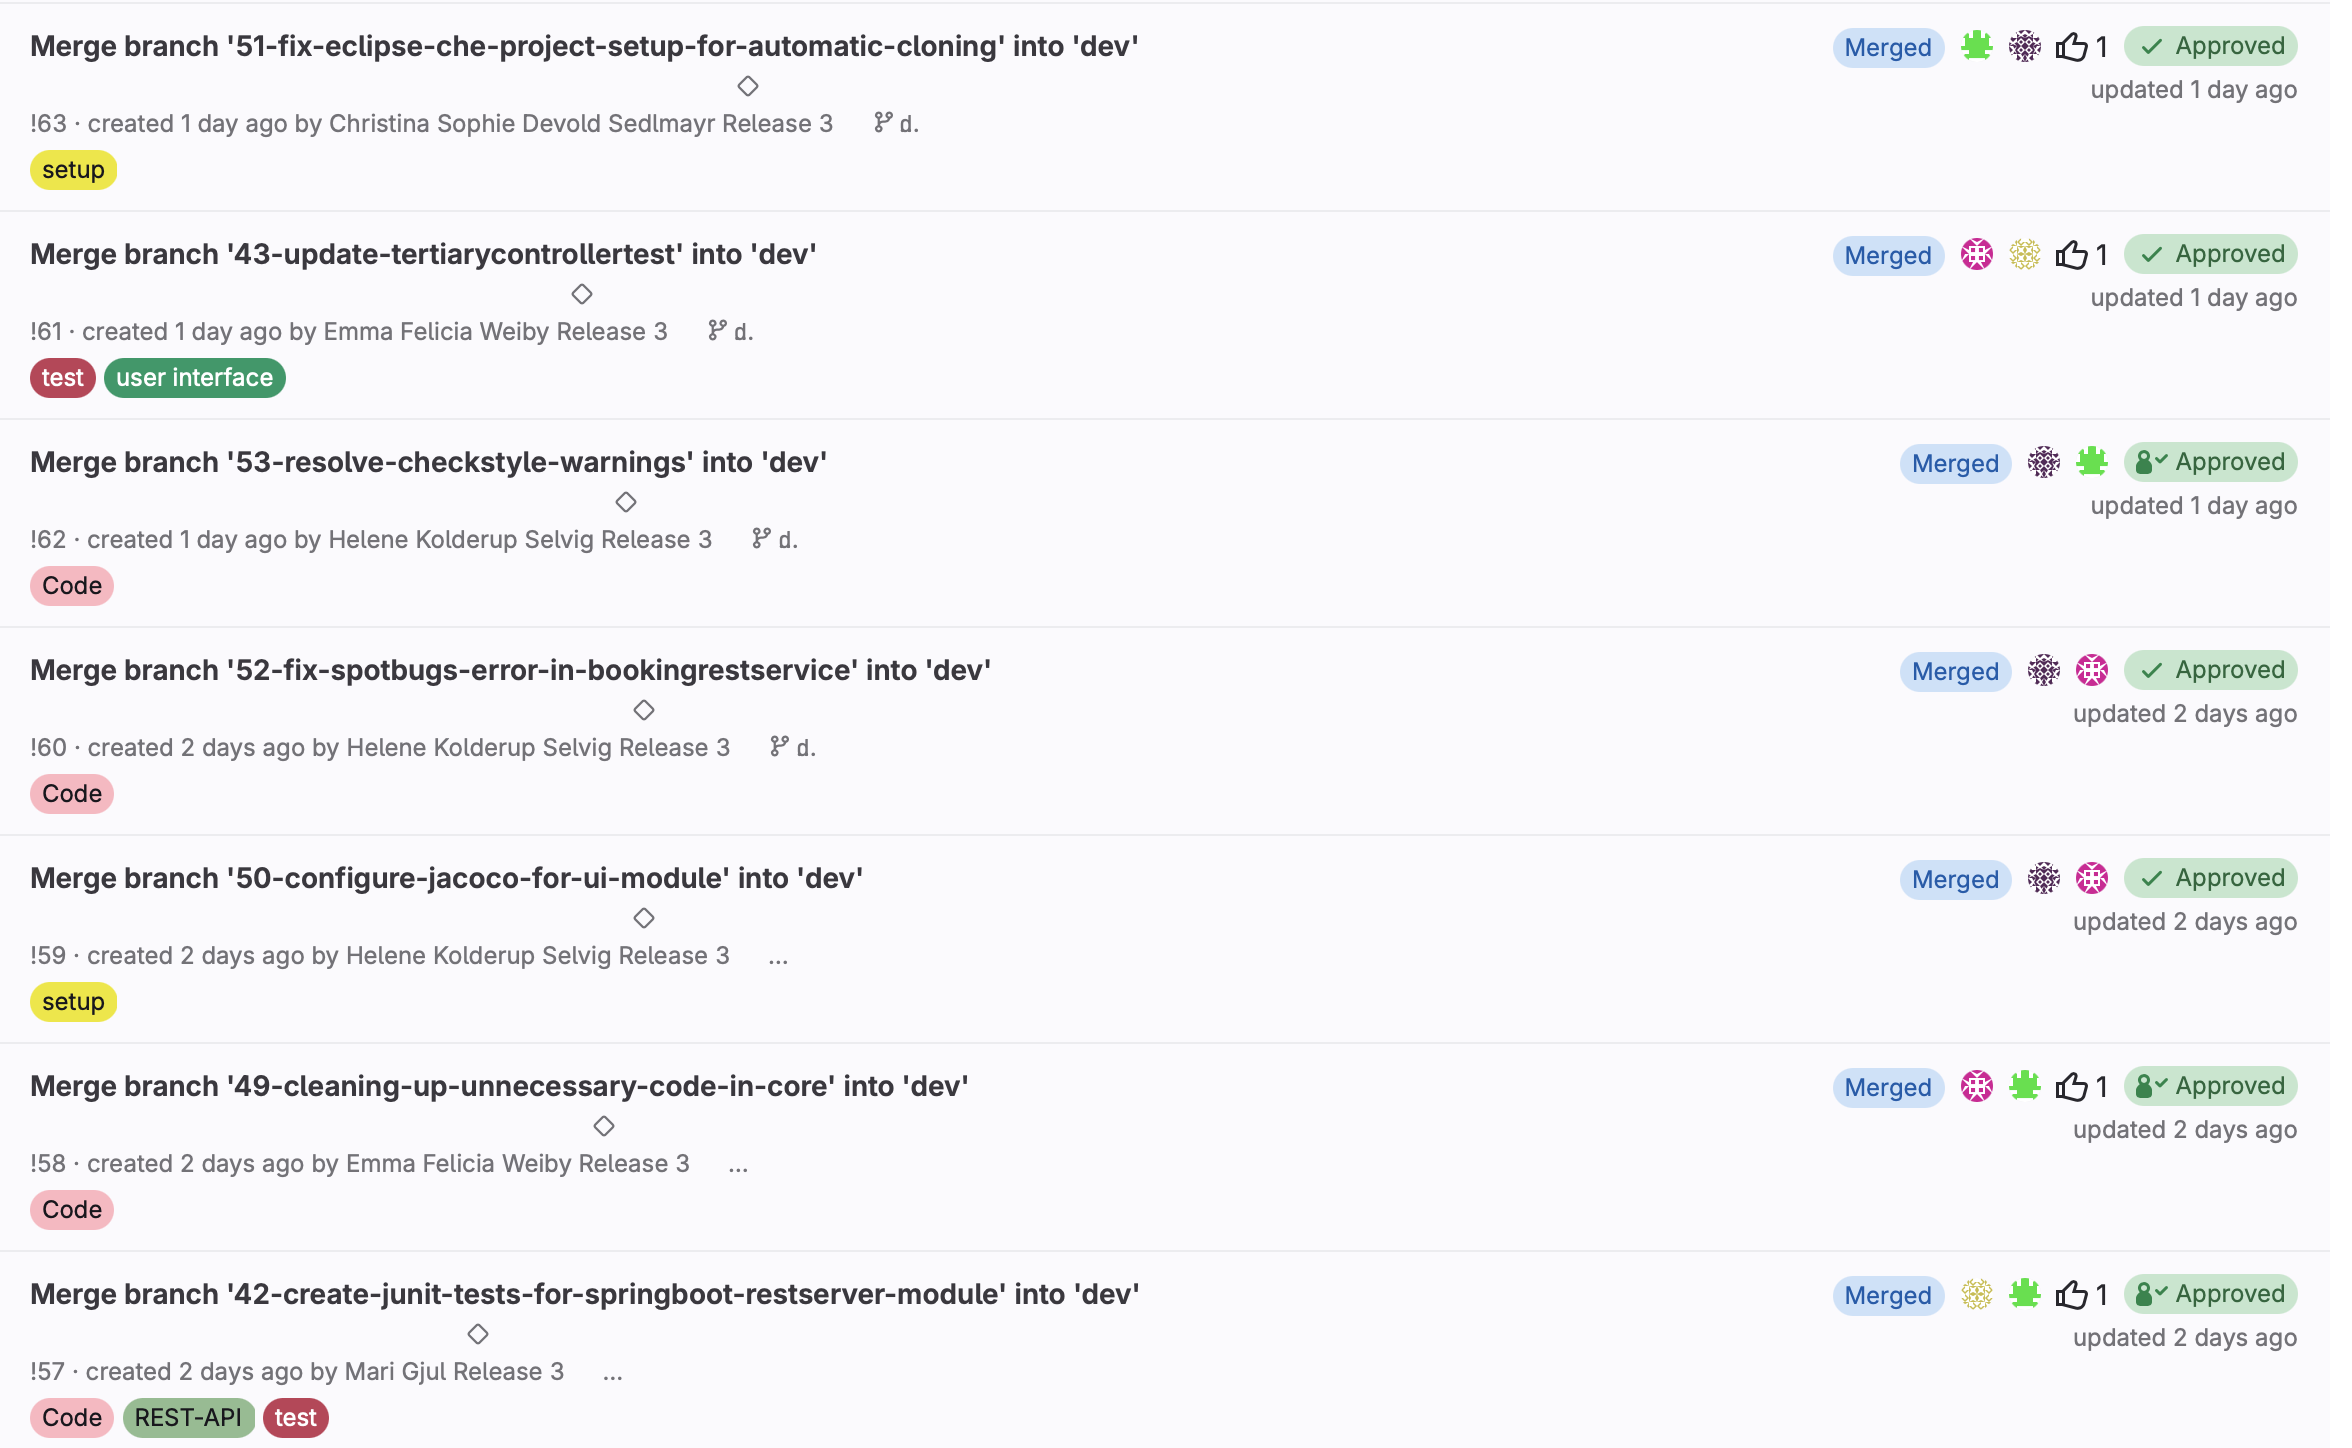 Merge branch '51-fix-eclipse-che-project-setup-for-automatic-cloning' into 'dev'
Merged 1 Approved
updated 1 day ago
!63 · created 1 day ago by Christina Sophie Devold Sedlmayr Release 3 d.
setup
Merge branch '43-update-tertiarycontrollertest' into 'dev'
Merged 1 Approved
updated 1 day ago
!61 · created 1 day ago by Emma Felicia Weiby Release 3 d.
test user interface
Merge branch '53-resolve-checkstyle-warnings' into 'dev'
Merged Approved
updated 1 day ago
!62 · created 1 day ago by Helene Kolderup Selvig Release 3 d.
Code
Merge branch '52-fix-spotbugs-error-in-bookingrestservice' into 'dev'
Merged Approved
updated 2 days ago
!60 · created 2 days ago by Helene Kolderup Selvig Release 3 d.
Code
Merge branch '50-configure-jacoco-for-ui-module' into 'dev'
Merged Approved
updated 2 days ago
!59 · created 2 days ago by Helene Kolderup Selvig Release 3 ...
setup
Merge branch '49-cleaning-up-unnecessary-code-in-core' into 'dev'
Merged 1 Approved
updated 2 days ago
!58 · created 2 days ago by Emma Felicia Weiby Release 3 ...
Code
Merge branch '42-create-junit-tests-for-springboot-restserver-module' into 'dev'
Merged 1 Approved
updated 2 days ago
!57 · created 2 days ago by Mari Gjul Release 3 ...
Code REST-API test